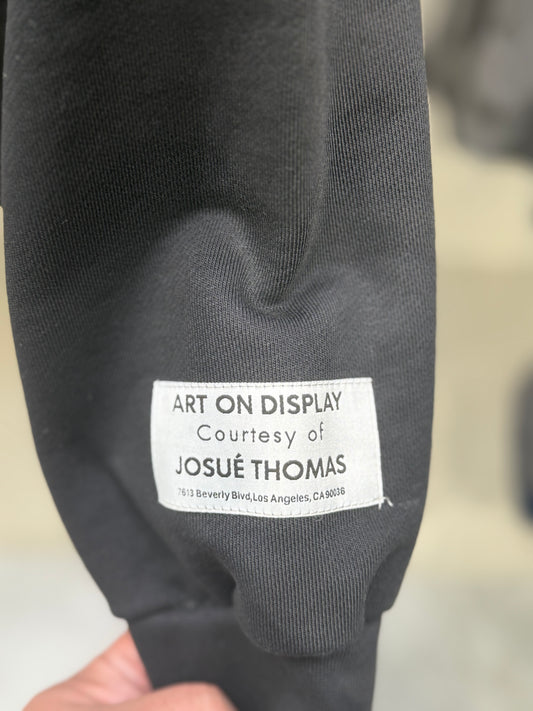 ART ON DISPLAY
Courtesy of
JOSUÉ THOMAS
7613 Beverly Blvd, Los Angeles, CA 90036